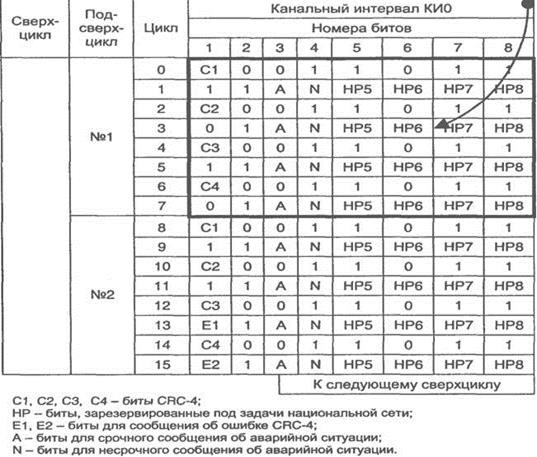 Канальный интервал КИ0
Сверх-цикл Под-сверх-цикл Цикл Номера битов
1 2 3 4 5 6 7 8
0 C1 0 0 1 1 0 1 1
1 1 1 A N HP5 HP6 HP7 HP8
2 C2 0 0 1 1 0 1 1
3 0 1 A N HP5 HP6 HP7 HP8
№1
4 C3 0 0 1 1 0 1 1
5 1 1 A N HP5 HP6 HP7 HP8
6 C4 0 0 1 1 0 1 1
7 0 1 A N HP5 HP6 HP7 HP8
8 C1 0 0 1 1 0 1 1
9 1 1 A N HP5 HP6 HP7 HP8
10 C2 0 0 1 1 0 1 1
№2
11 1 1 A N HP5 HP6 HP7 HP8
12 C3 0 0 1 1 0 1 1
13 E1 1 A N HP5 HP6 HP7 HP8
14 C4 0 0 1 1 0 1 1
15 E2 1 A N HP5 HP6 HP7 HP8
К следующему сверхциклу
C1, C2, C3, C4 – биты CRC-4;
HP – биты, зарезервированные под задачи национальной сети;
E1, E2 – биты для сообщения об ошибке CRC-4;
A – биты для срочного сообщения об аварийной ситуации;
N – биты для несрочного сообщения об аварийной ситуации.